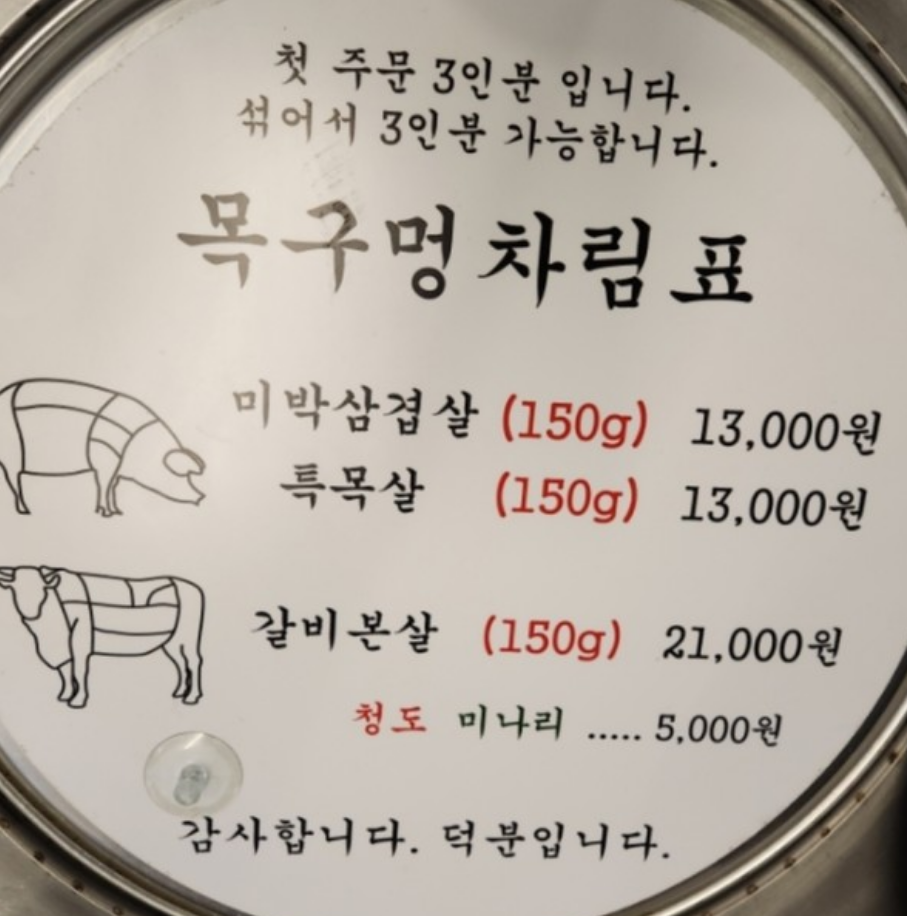 첫 주문 3인분 입니다.
섞어서 3인분 가능합니다.
목구멍 차림표
미박삼겹살 (150g) 13,000원
특목살 (150g) 13,000원
갈비본살 (150g) 21,000원
청도 미나리 ..... 5,000원
감사합니다. 덕분입니다.